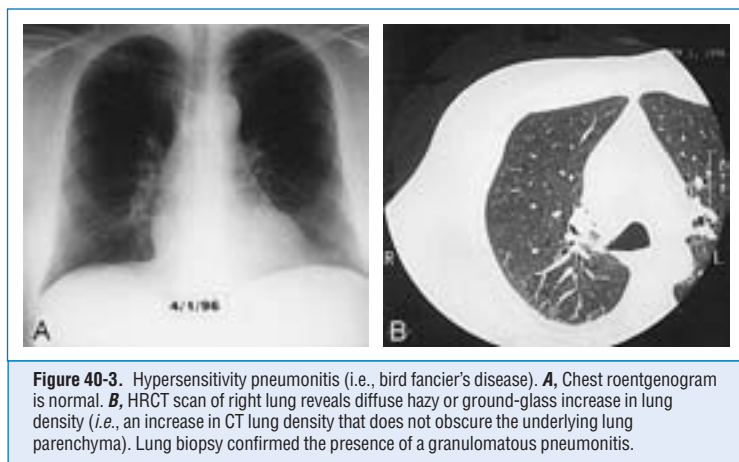 4/1/96
A
R
L
B
Figure 40-3. Hypersensitivity pneumonitis (i.e., bird fancier's disease). A, Chest roentgenogram
is normal. B, HRCT scan of right lung reveals diffuse hazy or ground-glass increase in lung
density (i.e., an increase in CT lung density that does not obscure the underlying lung
parenchyma). Lung biopsy confirmed the presence of a granulomatous pneumonitis.